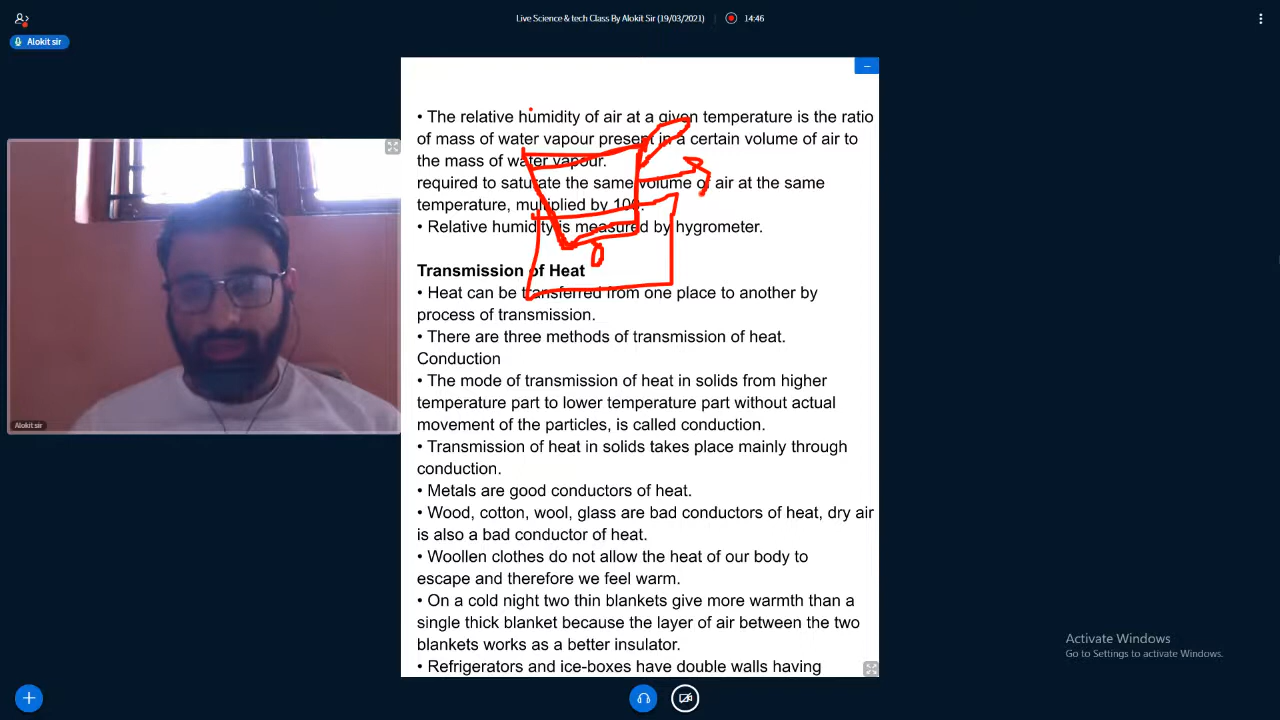 Live Science & tech Class By Alokit Sir (19/03/2021)
14:46
Alokit sir
• The relative humidity of air at a given temperature is the ratio
of mass of water vapour present in a certain volume of air to
the mass of water vapour.
required to saturate the same volume of air at the same
temperature, multiplied by 100.
• Relative humidity is measured by hygrometer.
Transmission of Heat
• Heat can be transferred from one place to another by
process of transmission.
• There are three methods of transmission of heat.
Conduction
• The mode of transmission of heat in solids from higher
temperature part to lower temperature part without actual
movement of the particles, is called conduction.
• Transmission of heat in solids takes place mainly through
conduction.
• Metals are good conductors of heat.
• Wood, cotton, wool, glass are bad conductors of heat, dry air
is also a bad conductor of heat.
• Woollen clothes do not allow the heat of our body to
escape and therefore we feel warm.
• On a cold night two thin blankets give more warmth than a
single thick blanket because the layer of air between the two
blankets works as a better insulator.
• Refrigerators and ice-boxes have double walls having
Alokit sir
Activate Windows
Go to Settings to activate Windows.